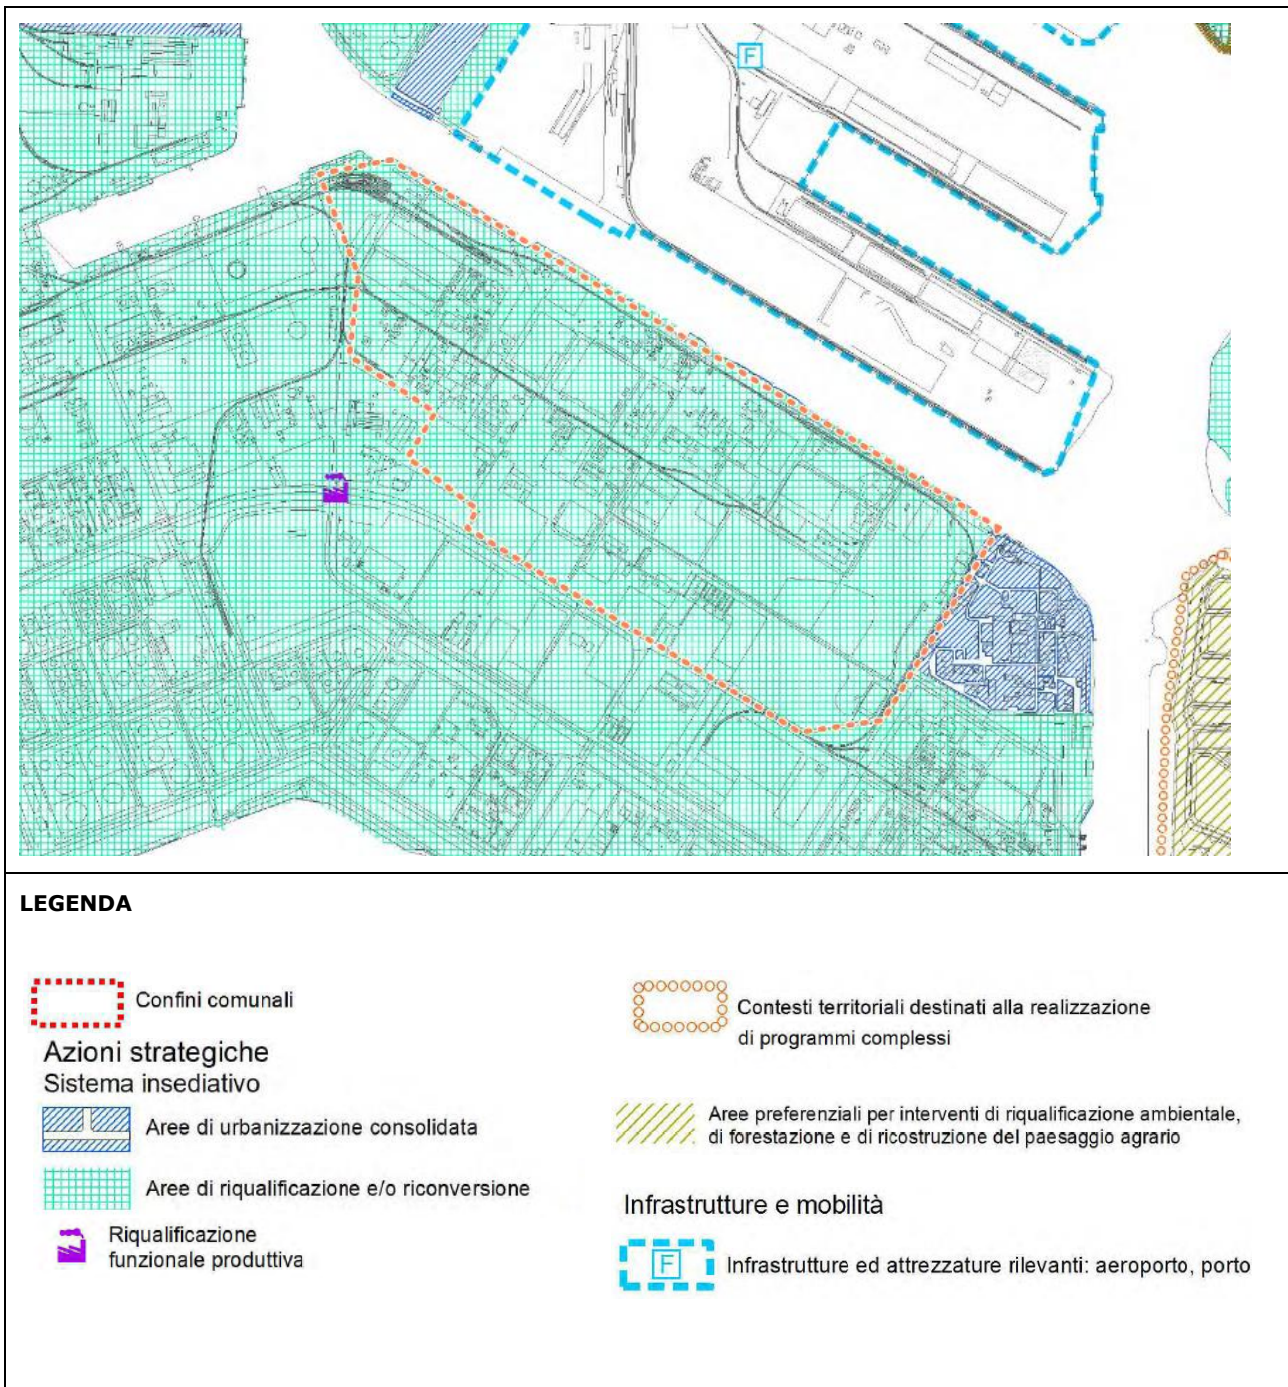 F
LEGENDA
Confini comunali
Azioni strategiche
Sistema insediativo
Aree di urbanizzazione consolidata
Aree di riqualificazione e/o riconversione
Riqualificazione
funzionale produttiva
Contesti territoriali destinati alla realizzazione
di programmi complessi
Aree preferenziali per interventi di riqualificazione ambientale,
di forestazione e di ricostruzione del paesaggio agrario
Infrastrutture e mobilità
F
Infrastrutture ed attrezzature rilevanti: aeroporto, porto